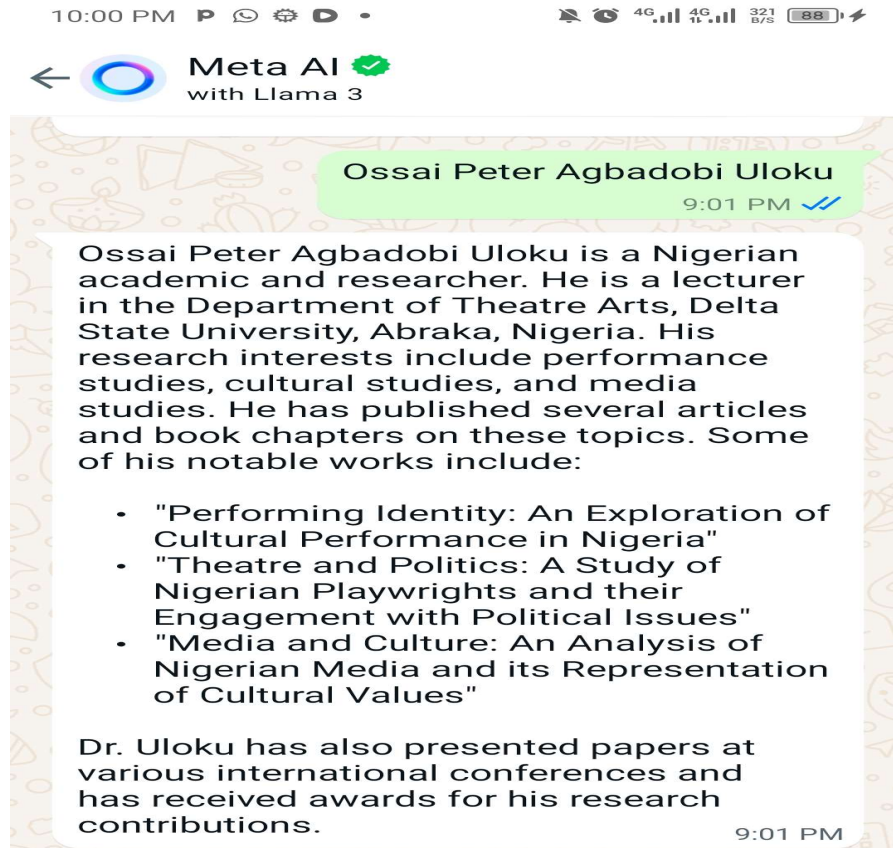 10:00 PM
4G 4G 321 B/S 88
Meta AI
with Llama 3
Ossai Peter Agbadobi Uloku
9:01 PM
Ossai Peter Agbadobi Uloku is a Nigerian
academic and researcher. He is a lecturer
in the Department of Theatre Arts, Delta
State University, Abraka, Nigeria. His
research interests include performance
studies, cultural studies, and media
studies. He has published several articles
and book chapters on these topics. Some
of his notable works include:
• "Performing Identity: An Exploration of
Cultural Performance in Nigeria"
• "Theatre and Politics: A Study of
Nigerian Playwrights and their
Engagement with Political Issues"
• "Media and Culture: An Analysis of
Nigerian Media and its Representation
of Cultural Values"
Dr. Uloku has also presented papers at
various international conferences and
has received awards for his research
contributions.
9:01 PM